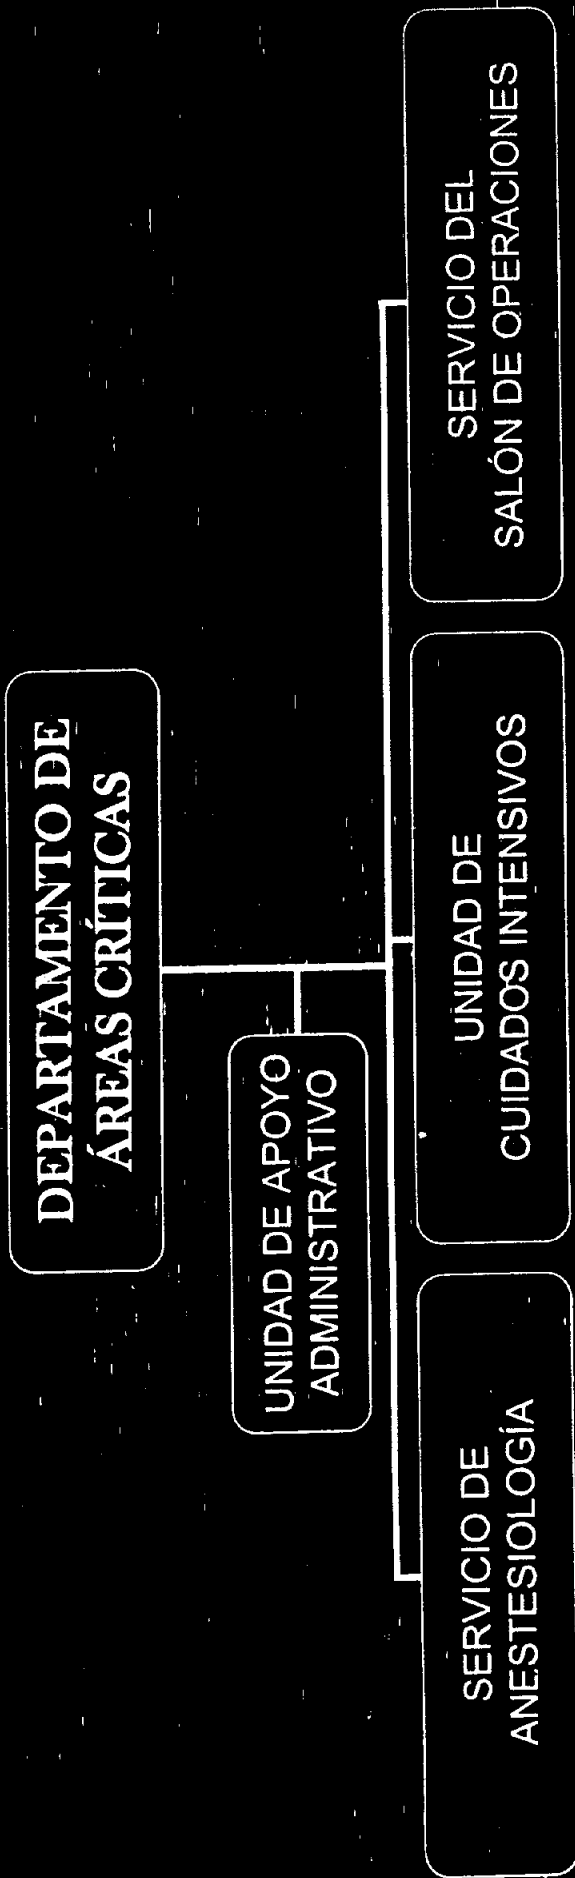 DEPARTAMENTO DE
ÁREAS CRÍTICAS
UNIDAD DE APOYO
ADMINISTRATIVO
SERVICIO DE
ANESTESIOLOGÍA
UNIDAD DE
CUIDADOS INTENSIVOS
SERVICIO DEL
SALÓN DE OPERACIONES